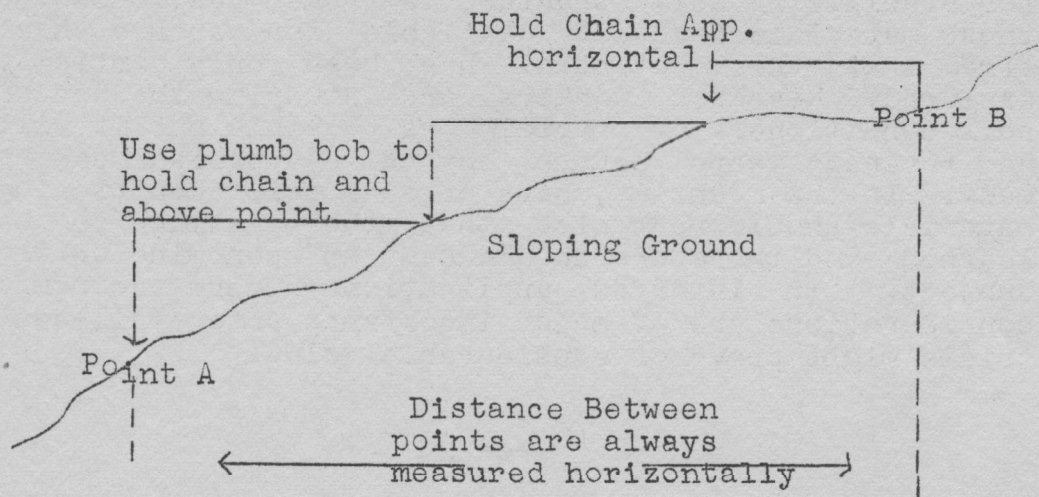 Hold Chain App.
horizontal
Point B
Use plumb bob to
hold chain and
above point
Sloping Ground
Point A
Distance Between
points are always
measured horizontally